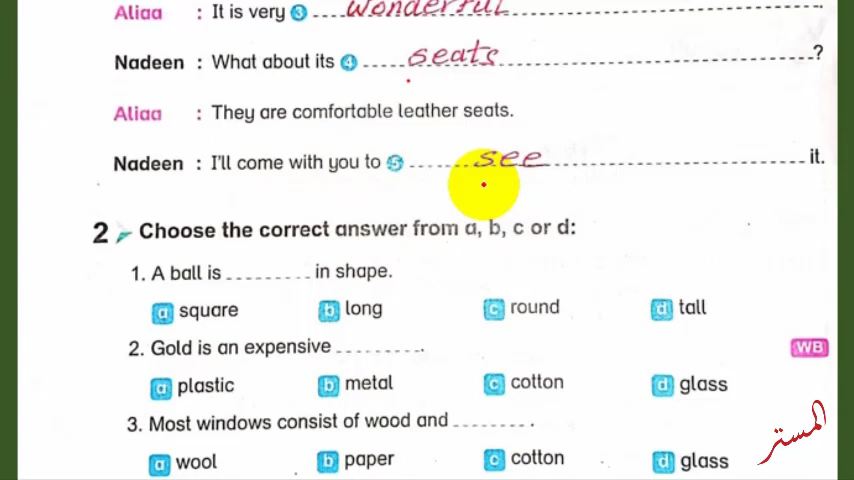 Aliaa : It is very 3 wonderful
Nadeen : What about its 4 seats ?
Aliaa : They are comfortable leather seats.
Nadeen : I'll come with you to 5 see it.
2 Choose the correct answer from a, b, c or d:
1. A ball is ________ in shape.
a square b long c round d tall
2. Gold is an expensive ________. WB
a plastic b metal c cotton d glass
3. Most windows consist of wood and ________.
a wool b paper c cotton d glass
المستر